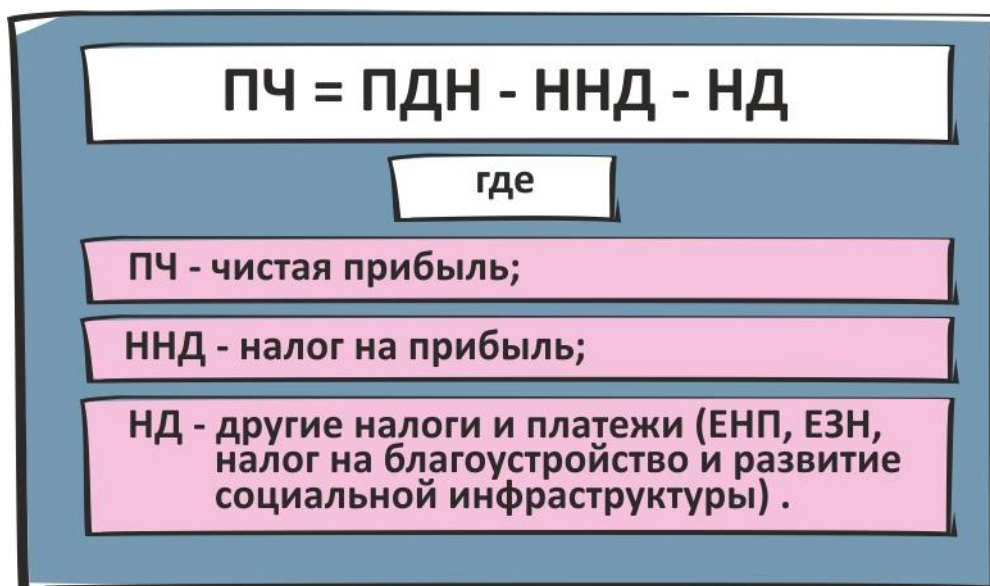 ПЧ = ПДН - ННД - НД
где
ПЧ - чистая прибыль;
ННД - налог на прибыль;
НД - другие налоги и платежи (ЕНП, ЕЗН,
налог на благоустройство и развитие
социальной инфраструктуры) .